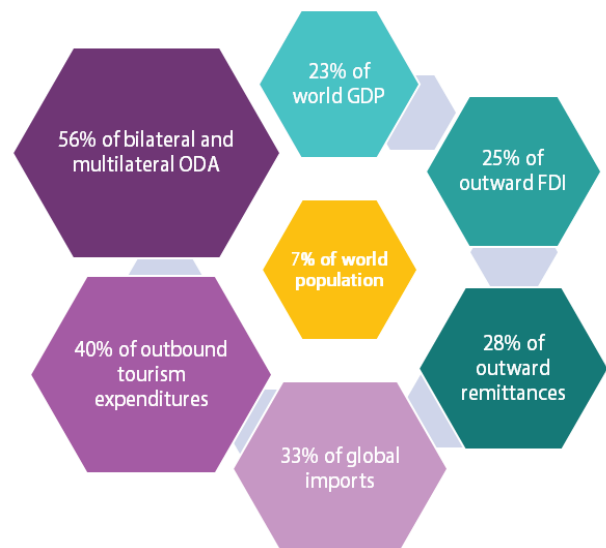 23% of
world GDP
25% of
outward FDI
28% of
outward
remittances
33% of global
imports
40% of outbound
tourism
expenditures
56% of bilateral and
multilateral ODA
7% of world
population